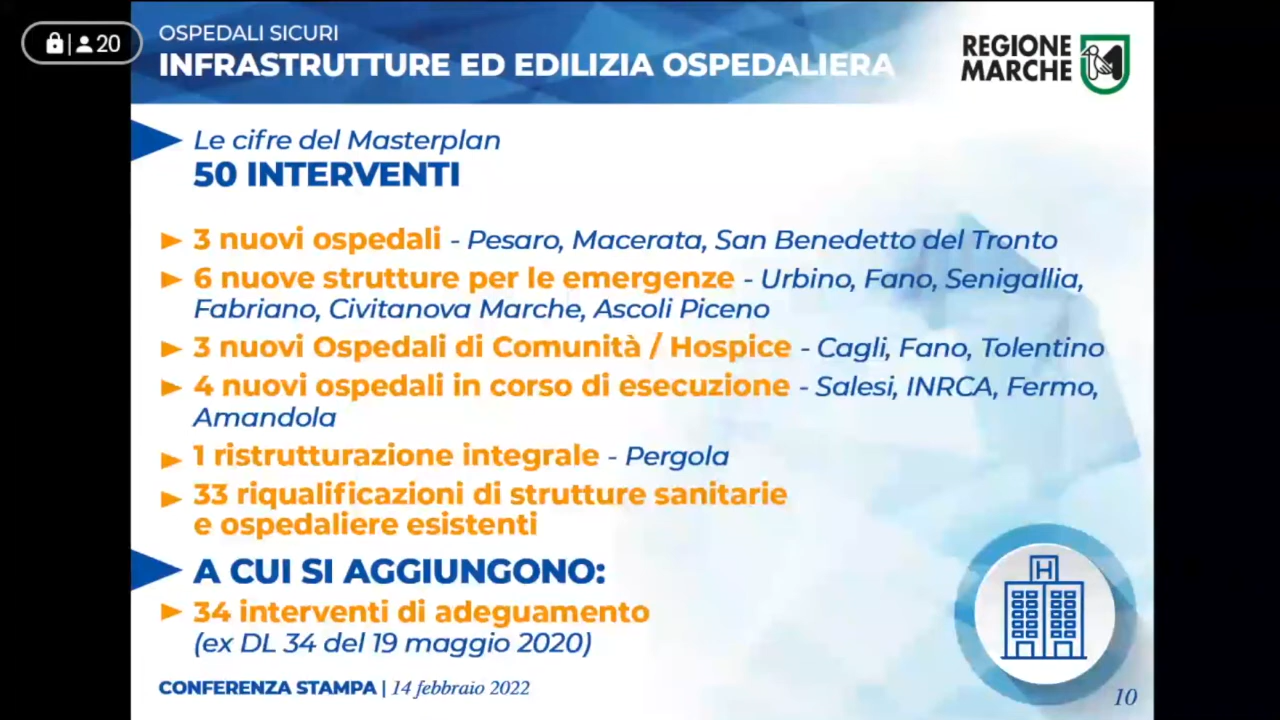 20
OSPEDALI SICURI
INFRASTRUTTURE ED EDILIZIA OSPEDALIERA
REGIONE
MARCHE
Le cifre del Masterplan
50 INTERVENTI
► 3 nuovi ospedali - Pesaro, Macerata, San Benedetto del Tronto
► 6 nuove strutture per le emergenze - Urbino, Fano, Senigallia,
Fabriano, Civitanova Marche, Ascoli Piceno
► 3 nuovi Ospedali di Comunità / Hospice - Cagli, Fano, Tolentino
► 4 nuovi ospedali in corso di esecuzione - Salesi, INRCA, Fermo,
Amandola
► 1 ristrutturazione integrale - Pergola
► 33 riqualificazioni di strutture sanitarie
e ospedaliere esistenti
A CUI SI AGGIUNGONO:
► 34 interventi di adeguamento
(ex DL 34 del 19 maggio 2020)
H
CONFERENZA STAMPA | 14 febbraio 2022
10